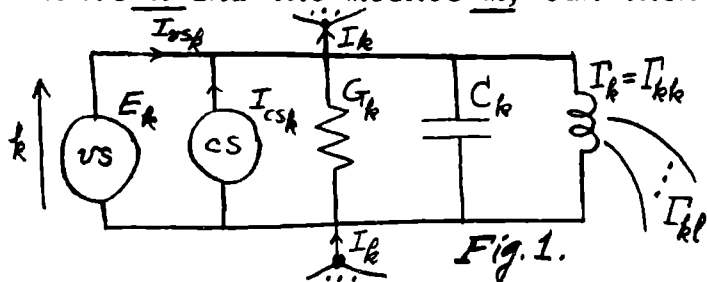 I_vsk I_k
E_k I_csk G_k C_k Γ_k = Γ_kk
k vs cs
Γ_kl
I_k Fig. 1.